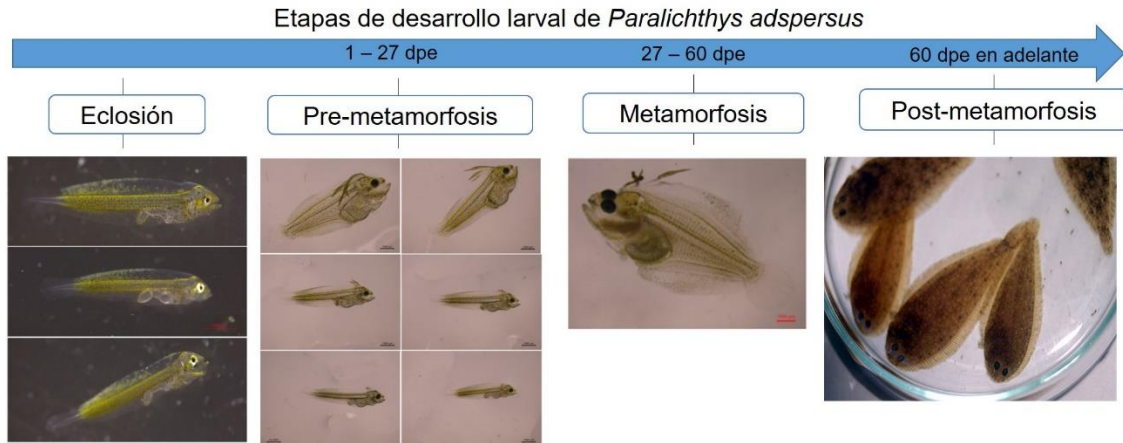 Etapas de desarrollo larval de Paralichthys adspersus
1 – 27 dpe
27 – 60 dpe
60 dpe en adelante
Eclosión
Pre-metamorfosis
Metamorfosis
Post-metamorfosis